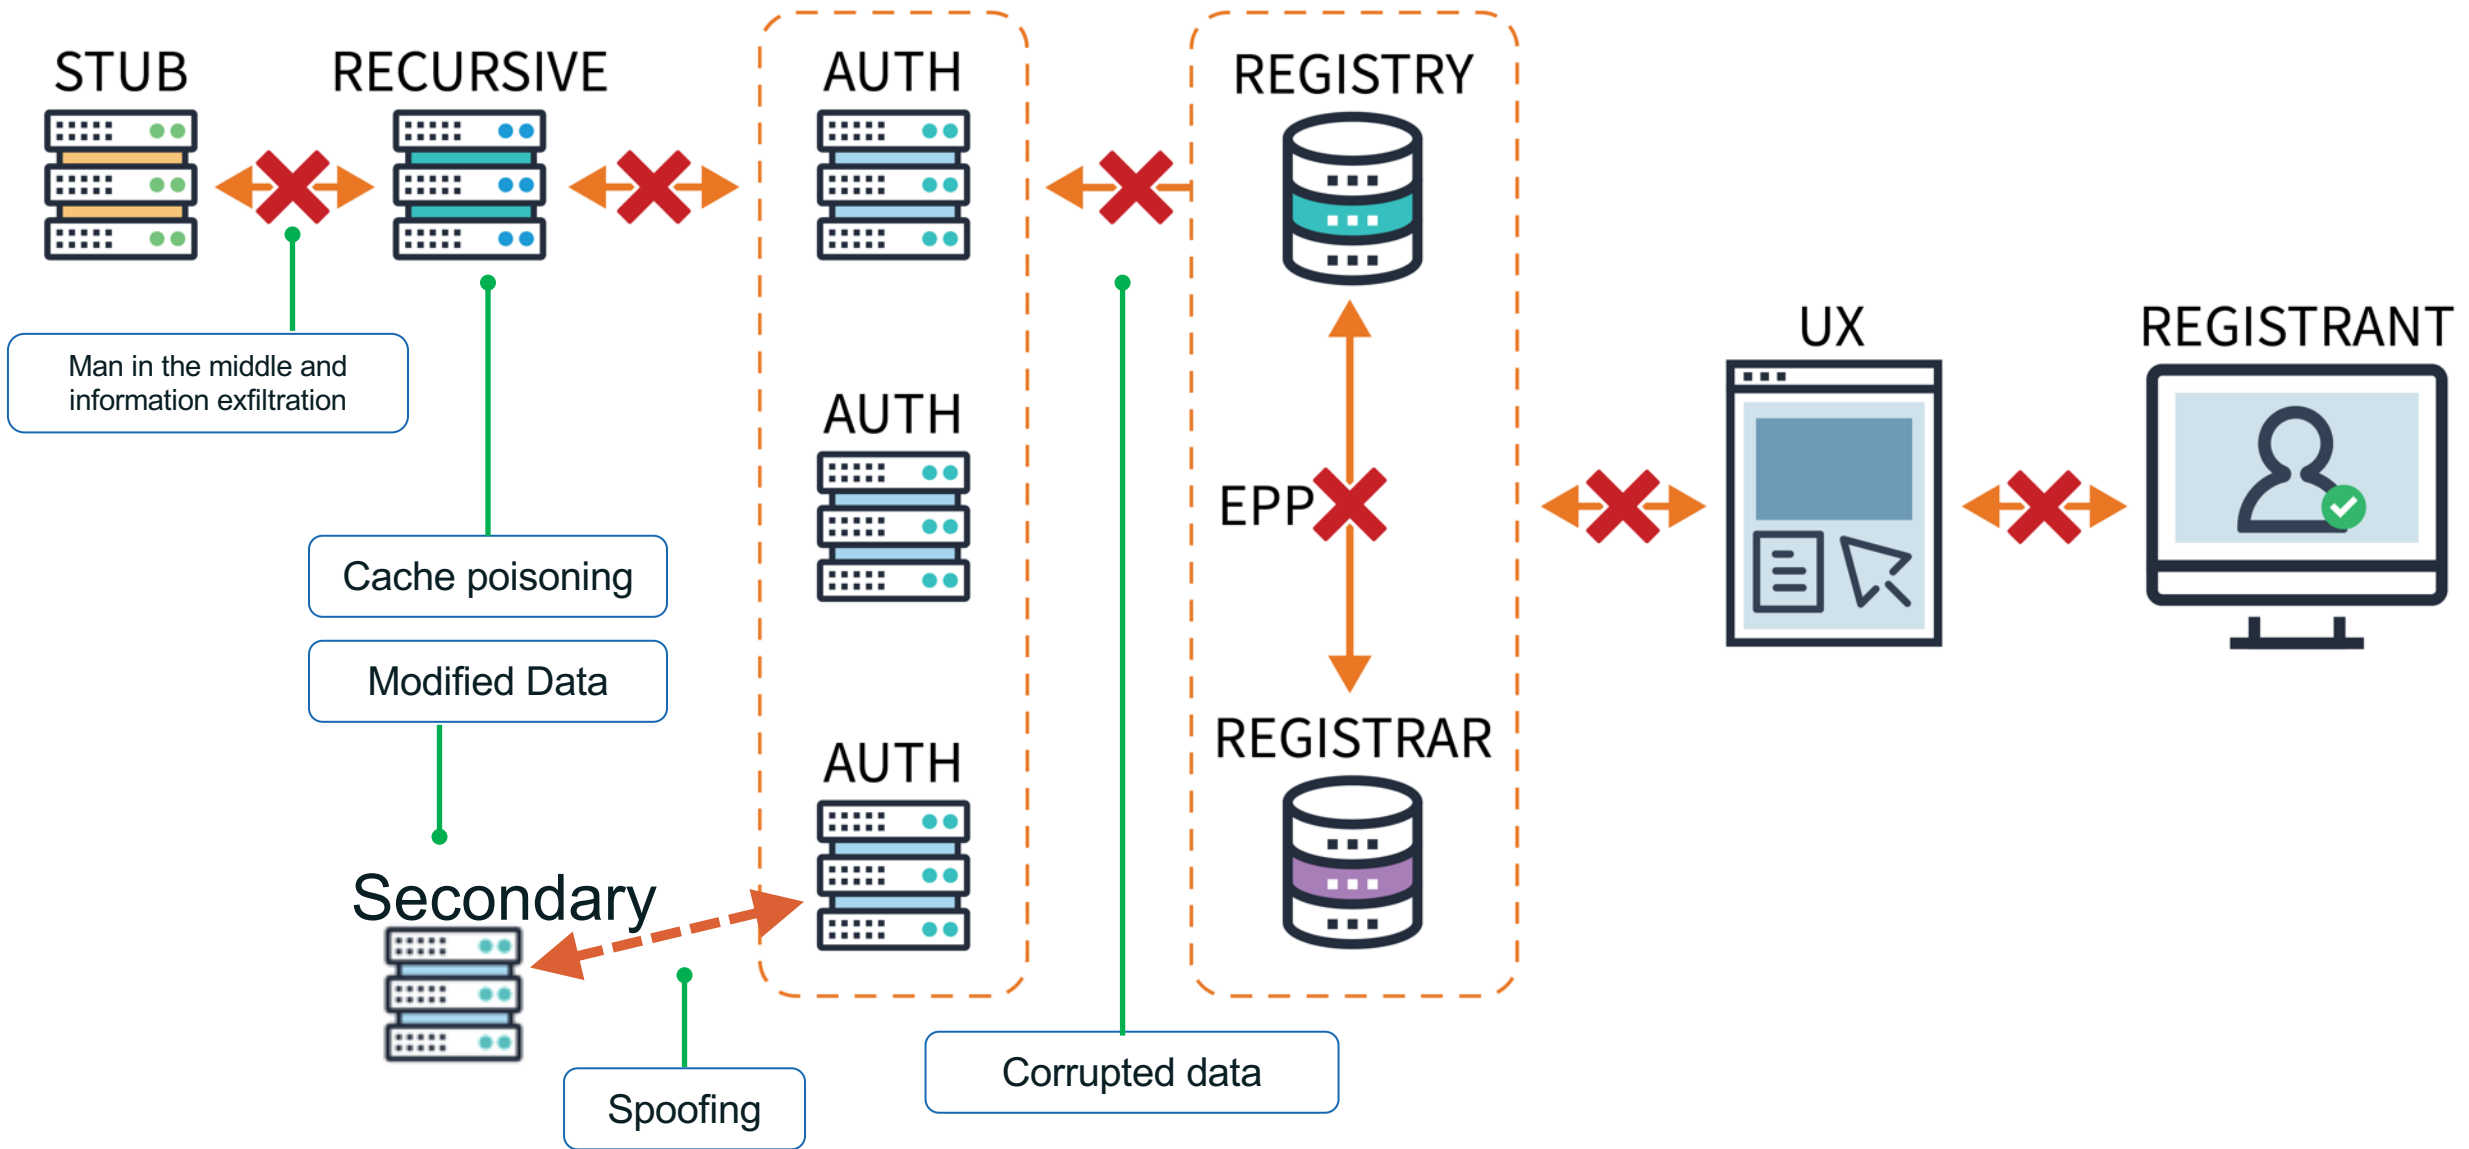 STUB
RECURSIVE
AUTH
REGISTRY
Man in the middle and
information exfiltration
UX
REGISTRANT
AUTH
EPP
Cache poisoning
Modified Data
REGISTRAR
AUTH
Secondary
Corrupted data
Spoofing